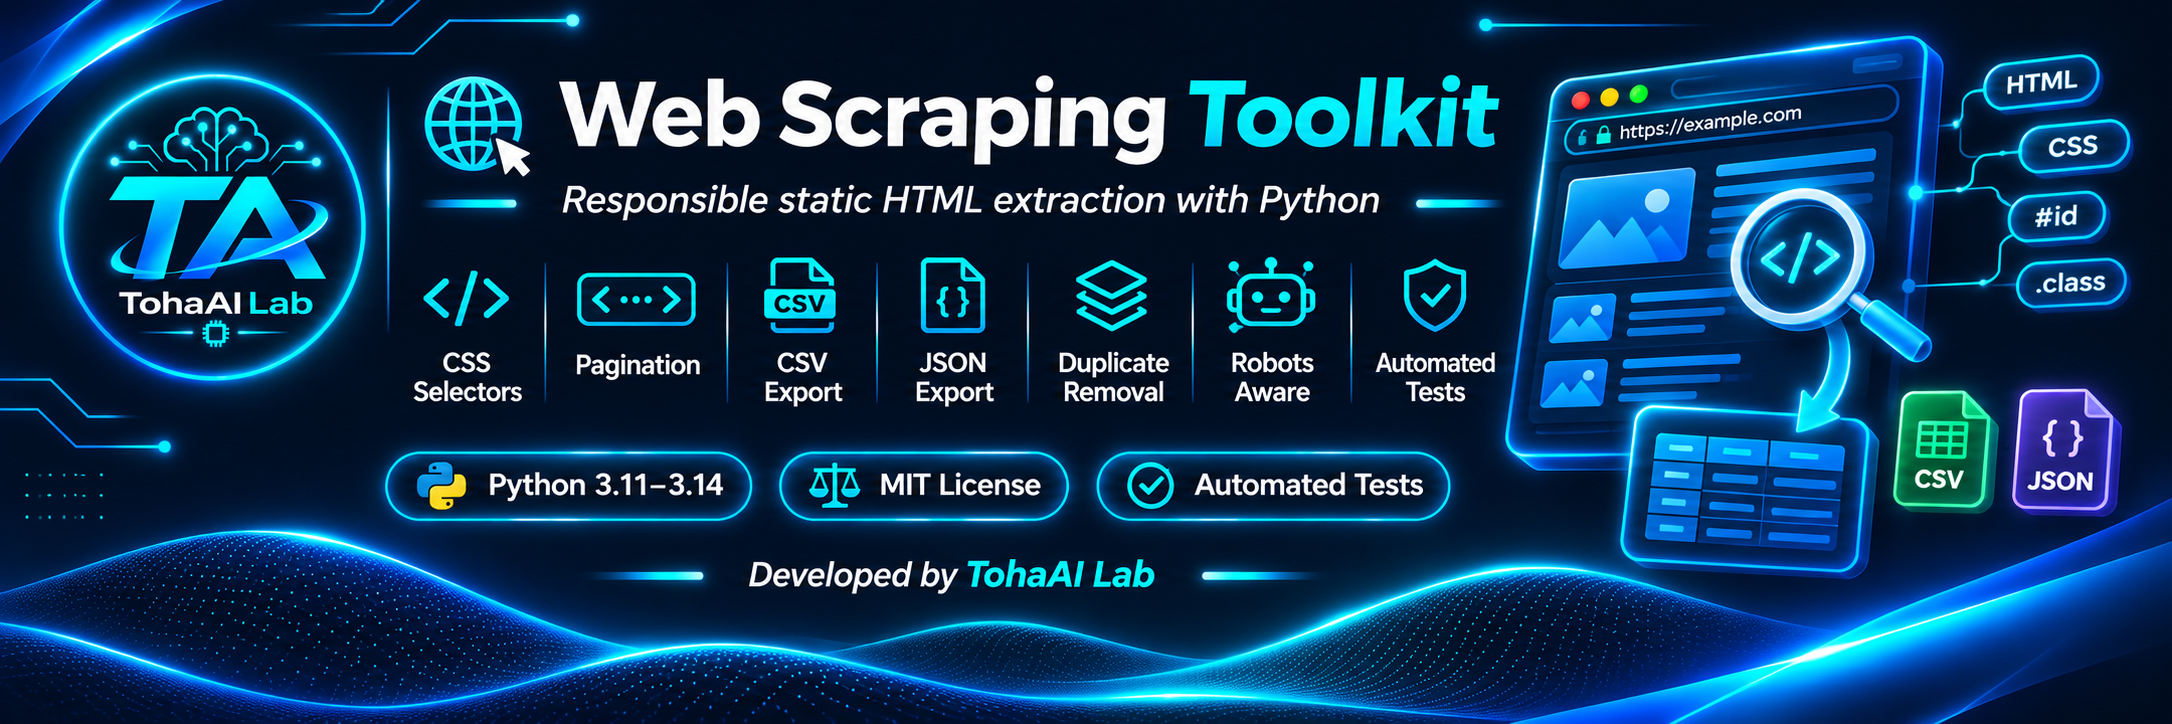 TA
TohaAI Lab
Web Scraping Toolkit
Responsible static HTML extraction with Python
</>
CSS
Selectors
<···>
Pagination
CSV
CSV
Export
{}
JSON
Export
Duplicate
Removal
Robots
Aware
Automated
Tests
Python 3.11–3.14
MIT License
Automated Tests
Developed by TohaAI Lab
https://example.com
</>
HTML
CSS
#id
.class
CSV
{}
JSON